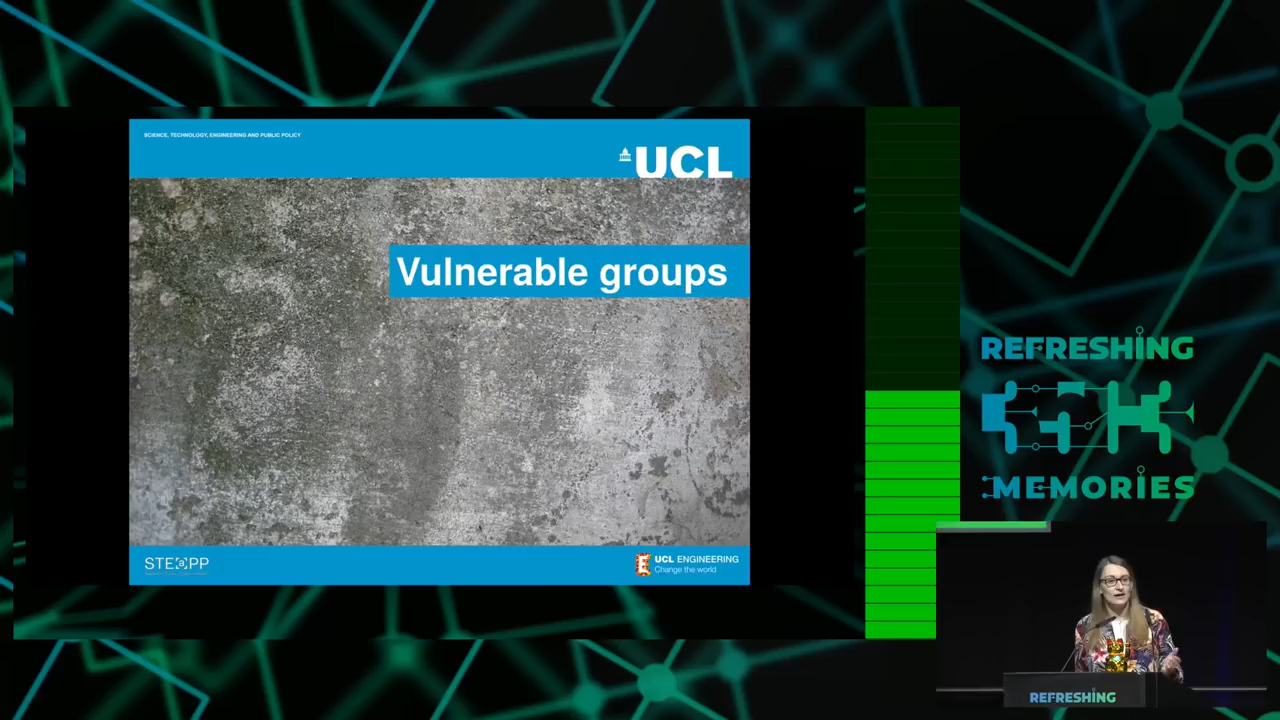 SCIENCE, TECHNOLOGY, ENGINEERING AND PUBLIC POLICY
UCL
Vulnerable groups
STEaPP
UCL ENGINEERING
Change the world
REFRESHING
MEMORIES
REFRESHING